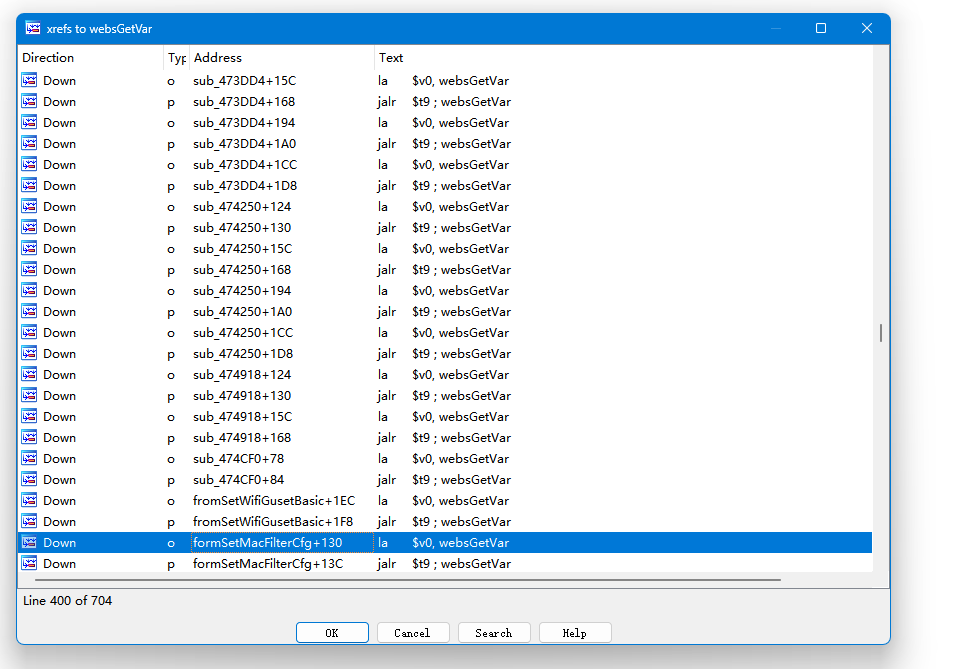 xrefs to websGetVar
Direction Typ Address Text
Down o sub_473DD4+15C la $v0, websGetVar
Down p sub_473DD4+168 jalr $t9 ; websGetVar
Down o sub_473DD4+194 la $v0, websGetVar
Down p sub_473DD4+1A0 jalr $t9 ; websGetVar
Down o sub_473DD4+1CC la $v0, websGetVar
Down p sub_473DD4+1D8 jalr $t9 ; websGetVar
Down o sub_474250+124 la $v0, websGetVar
Down p sub_474250+130 jalr $t9 ; websGetVar
Down o sub_474250+15C la $v0, websGetVar
Down p sub_474250+168 jalr $t9 ; websGetVar
Down o sub_474250+194 la $v0, websGetVar
Down p sub_474250+1A0 jalr $t9 ; websGetVar
Down o sub_474250+1CC la $v0, websGetVar
Down p sub_474250+1D8 jalr $t9 ; websGetVar
Down o sub_474918+124 la $v0, websGetVar
Down p sub_474918+130 jalr $t9 ; websGetVar
Down o sub_474918+15C la $v0, websGetVar
Down p sub_474918+168 jalr $t9 ; websGetVar
Down o sub_474CF0+78 la $v0, websGetVar
Down p sub_474CF0+84 jalr $t9 ; websGetVar
Down o fromSetWifiGusetBasic+1EC la $v0, websGetVar
Down p fromSetWifiGusetBasic+1F8 jalr $t9 ; websGetVar
Down o formSetMacFilterCfg+130 la $v0, websGetVar
Down p formSetMacFilterCfg+13C jalr $t9 ; websGetVar
Line 400 of 704
OK Cancel Search Help